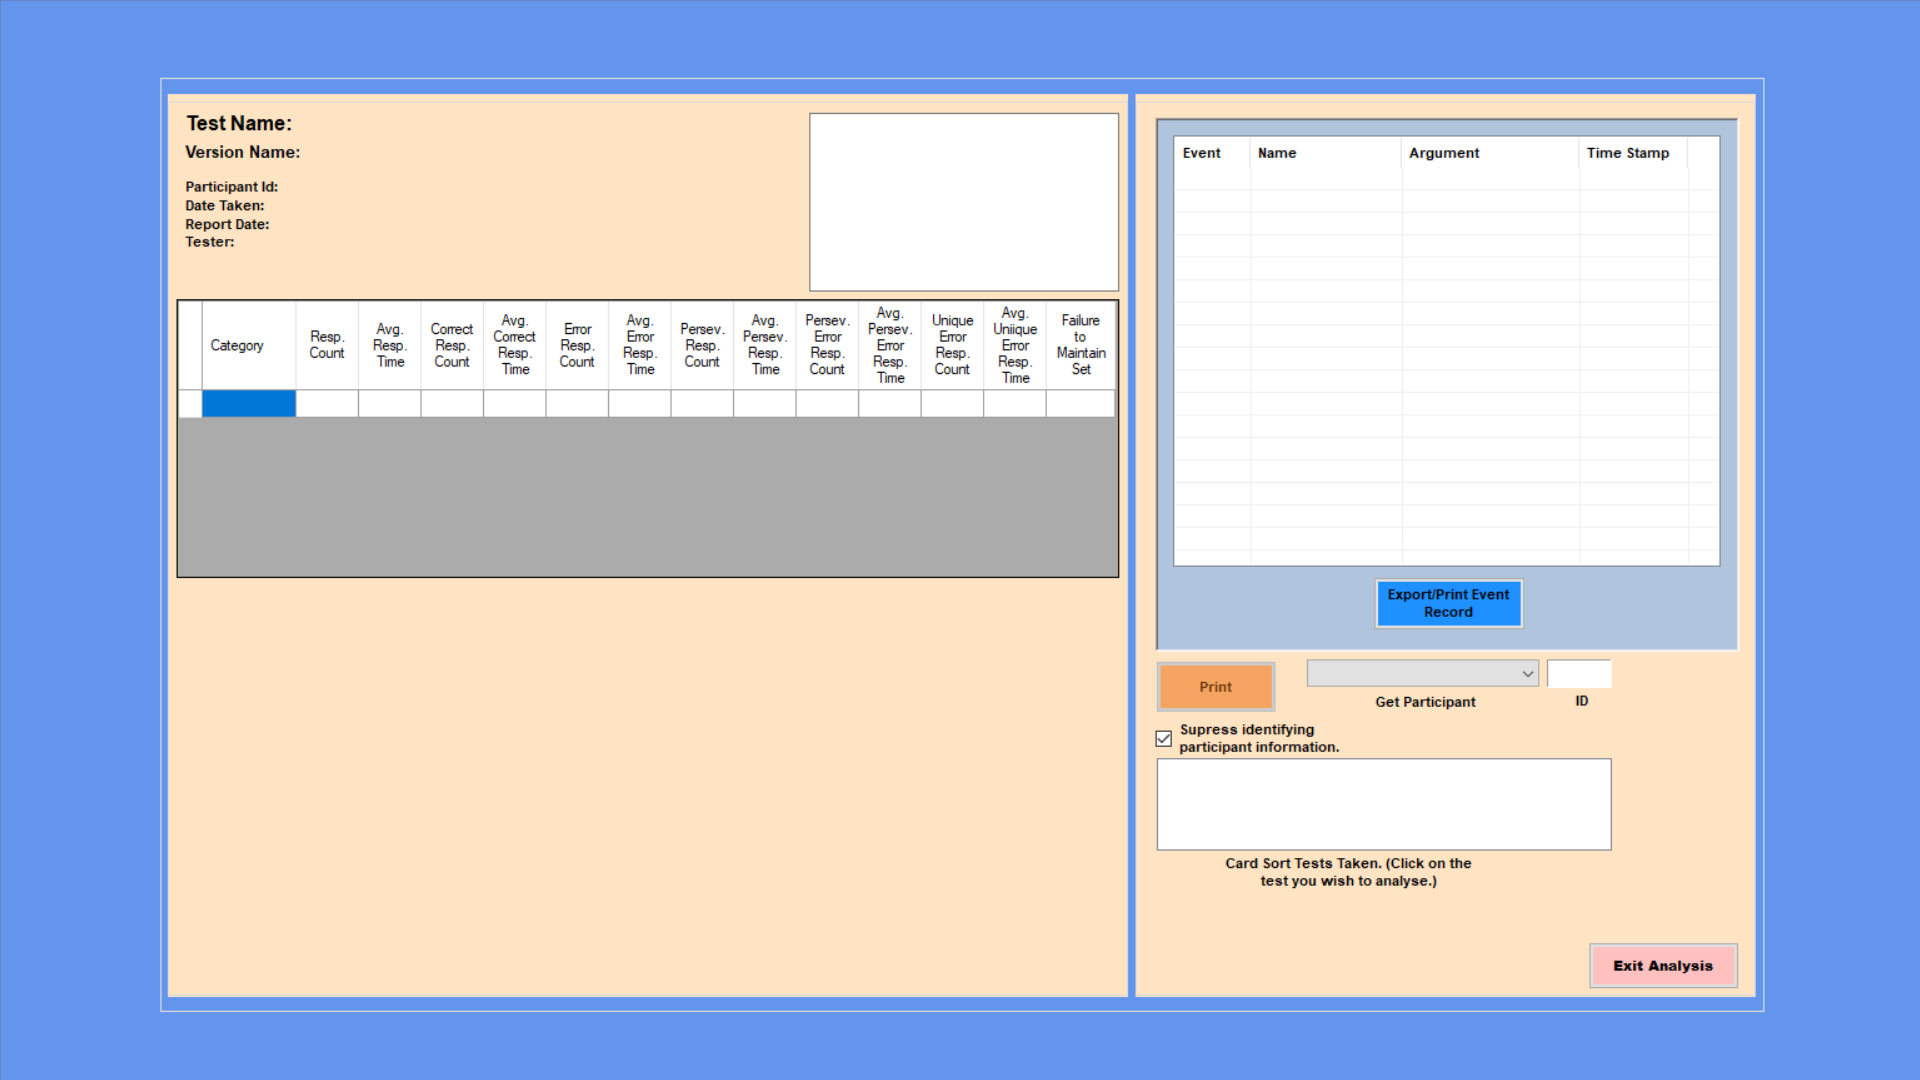 Test Name:
Version Name:
Participant Id:
Date Taken:
Report Date:
Tester:
Category
Resp.
Count
Avg.
Resp.
Time
Correct
Resp.
Count
Avg.
Correct
Resp.
Time
Error
Resp.
Count
Avg.
Error
Resp.
Time
Persev.
Resp.
Count
Avg.
Persev.
Resp.
Time
Persev.
Error
Resp.
Count
Avg.
Persev.
Error
Resp.
Time
Unique
Error
Resp.
Count
Avg.
Uniique
Error
Resp.
Time
Failure
to
Maintain
Set
Event Name Argument Time Stamp
Export/Print Event
Record
Print
Get Participant
ID
Supress identifying
participant information.
Card Sort Tests Taken. (Click on the
test you wish to analyse.)
Exit Analysis